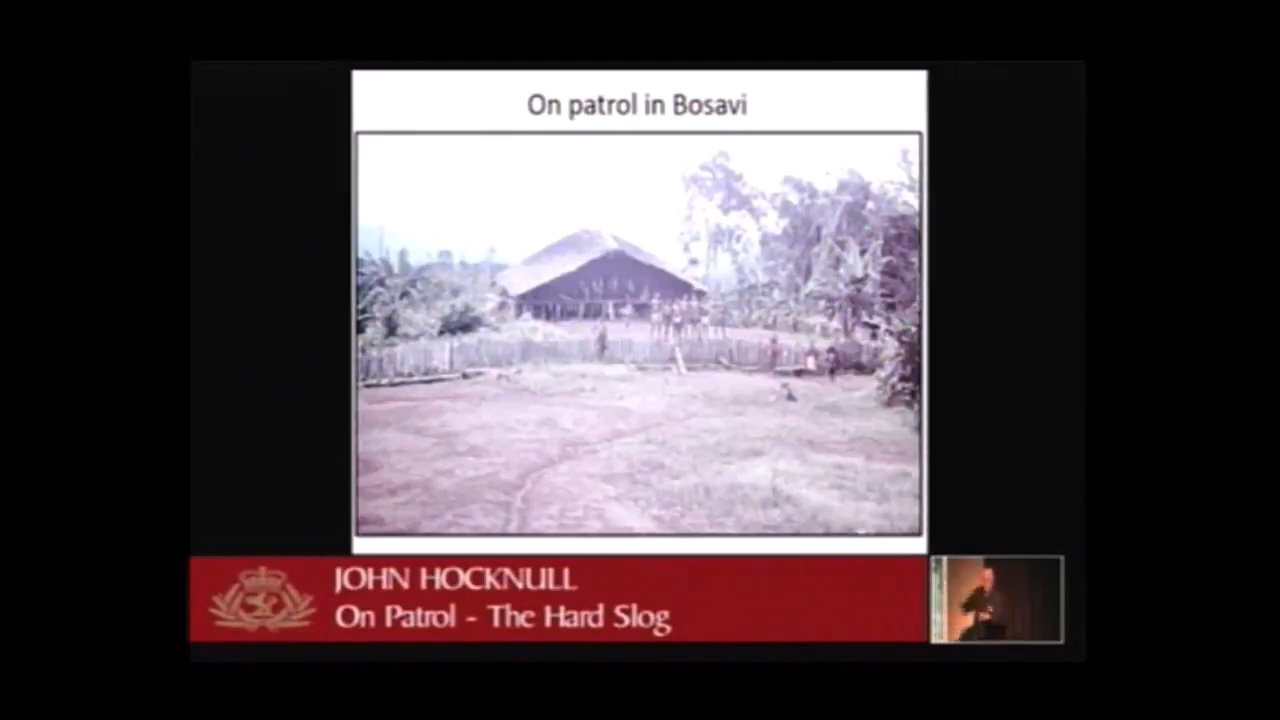 On patrol in Bosavi
JOHN HOCKNULL
On Patrol - The Hard Slog